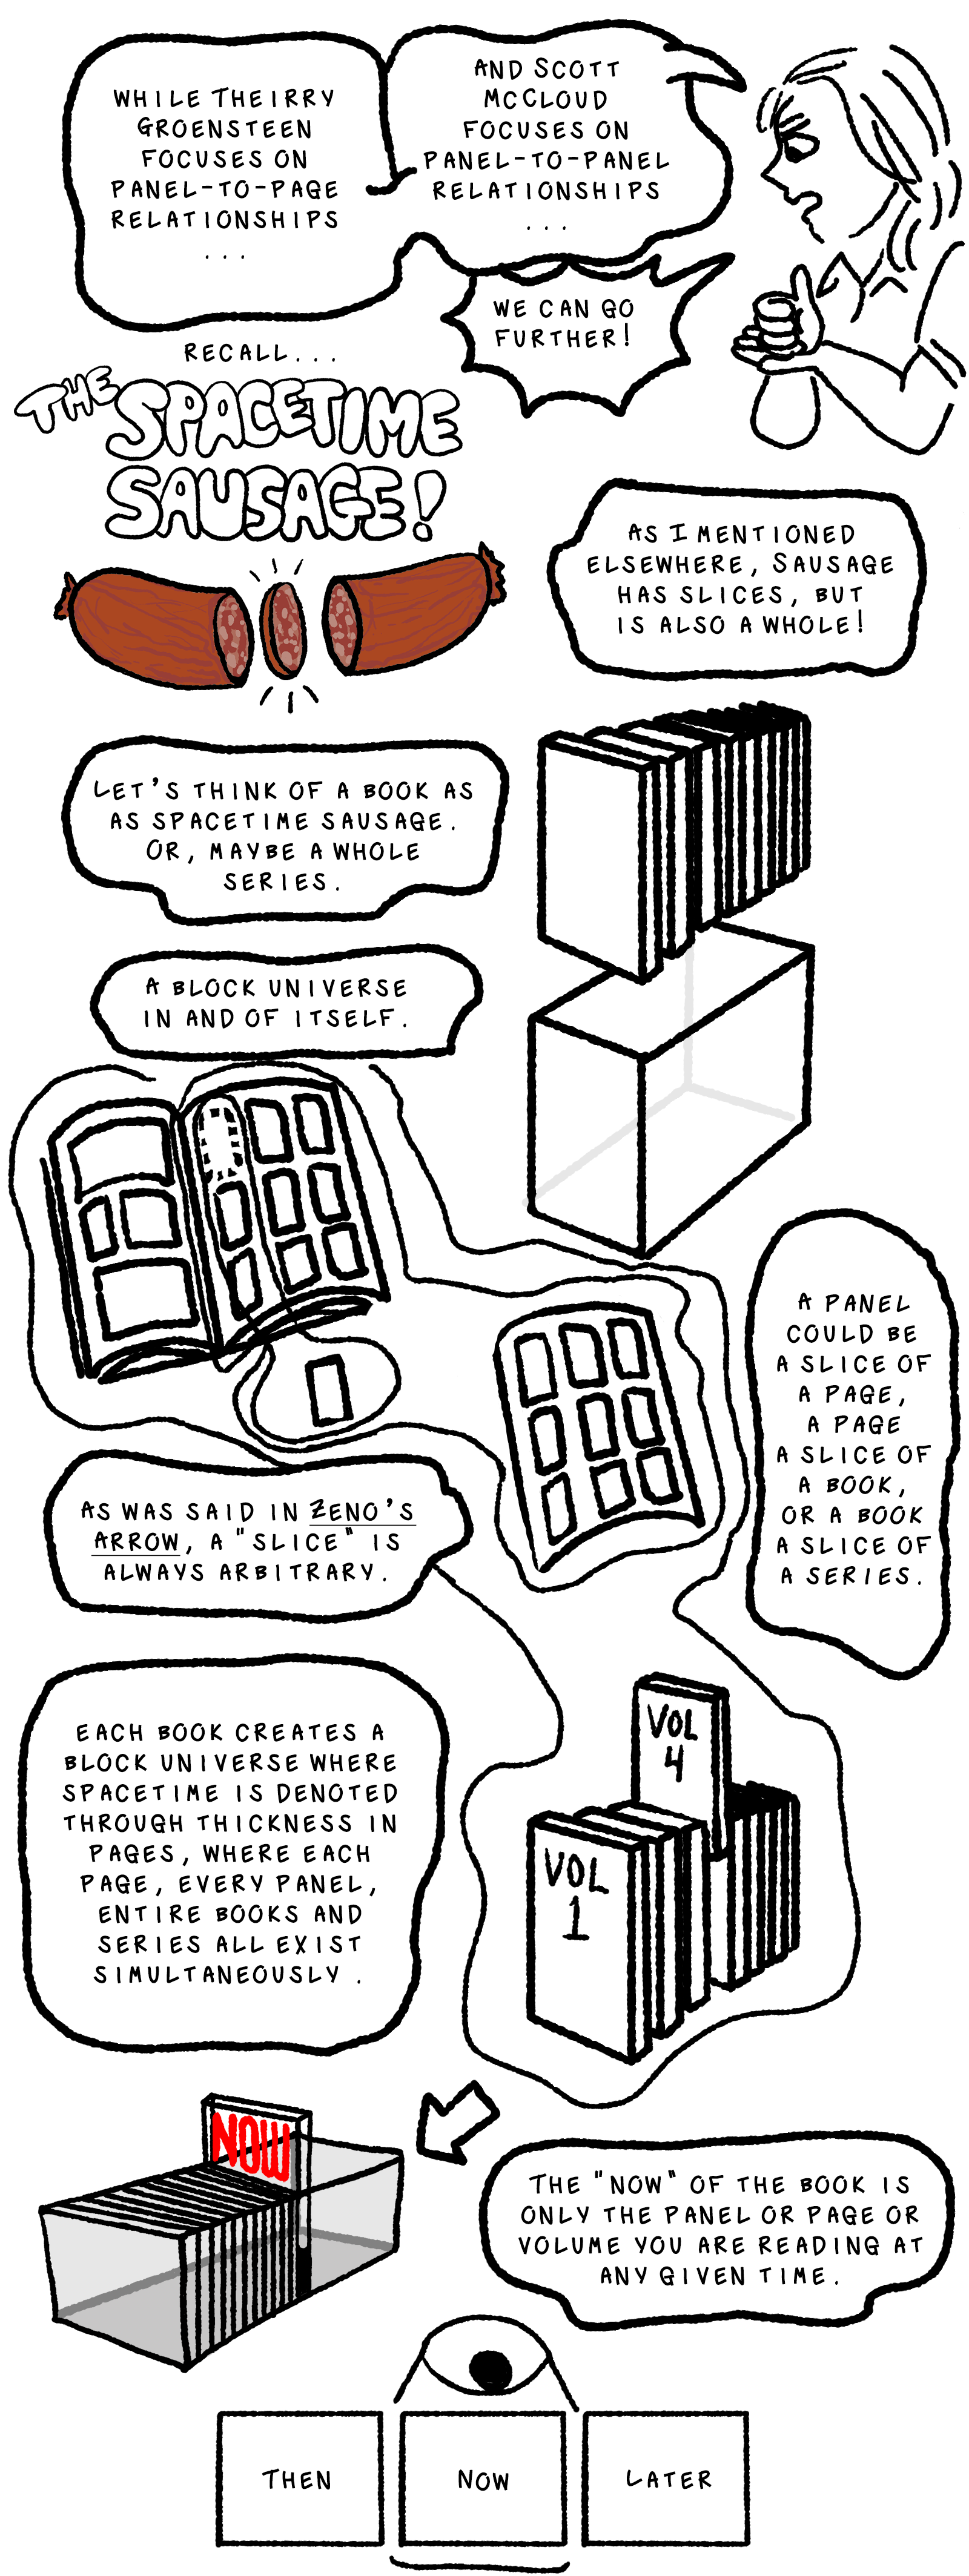 WHILE THEIRRY
GROENSTEEN
FOCUSES ON
PANEL-TO-PAGE
RELATIONSHIPS
...
AND SCOTT
MCCLOUD
FOCUSES ON
PANEL-TO-PANEL
RELATIONSHIPS
...
WE CAN GO
FURTHER!
RECALL...
THE SPACETIME
SAUSAGE!
AS I MENTIONED
ELSEWHERE, SAUSAGE
HAS SLICES, BUT
IS ALSO A WHOLE!
LET'S THINK OF A BOOK AS
AS SPACETIME SAUSAGE.
OR, MAYBE A WHOLE
SERIES.
A BLOCK UNIVERSE
IN AND OF ITSELF.
A PANEL
COULD BE
A SLICE OF
A PAGE,
A PAGE
A SLICE OF
A BOOK,
OR A BOOK
A SLICE OF
A SERIES.
AS WAS SAID IN ZENO'S
ARROW, A "SLICE" IS
ALWAYS ARBITRARY.
EACH BOOK CREATES A
BLOCK UNIVERSE WHERE
SPACETIME IS DENOTED
THROUGH THICKNESS IN
PAGES, WHERE EACH
PAGE, EVERY PANEL,
ENTIRE BOOKS AND
SERIES ALL EXIST
SIMULTANEOUSLY .
VOL
4
VOL
1
NOW
THE "NOW" OF THE BOOK IS
ONLY THE PANEL OR PAGE OR
VOLUME YOU ARE READING AT
ANY GIVEN TIME.
THEN
NOW
LATER